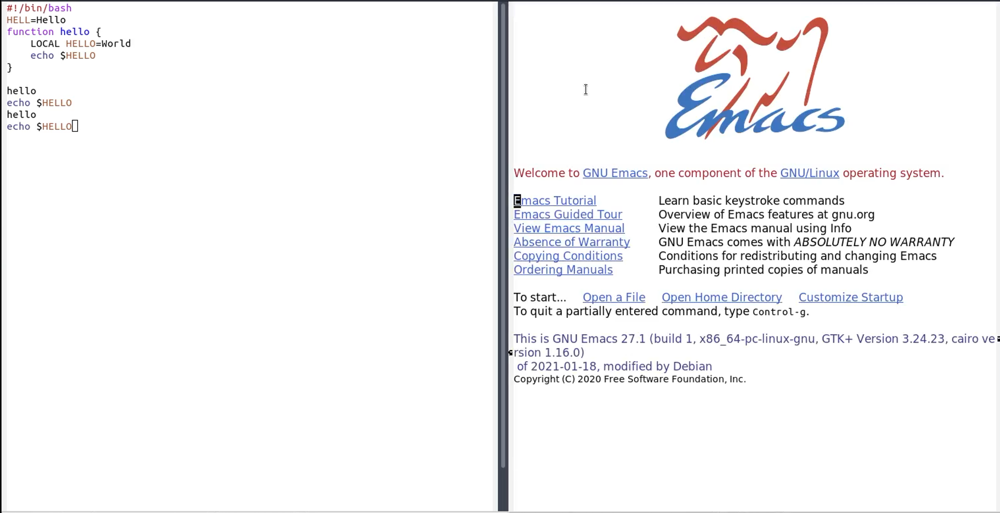 #!/bin/bash
HELL=Hello
function hello {
    LOCAL HELLO=World
    echo $HELLO
}
hello
echo $HELLO
hello
echo $HELLO
Emacs
Welcome to GNU Emacs, one component of the GNU/Linux operating system.
Emacs Tutorial Learn basic keystroke commands
Emacs Guided Tour Overview of Emacs features at gnu.org
View Emacs Manual View the Emacs manual using Info
Absence of Warranty GNU Emacs comes with ABSOLUTELY NO WARRANTY
Copying Conditions Conditions for redistributing and changing Emacs
Ordering Manuals Purchasing printed copies of manuals
To start... Open a File Open Home Directory Customize Startup
To quit a partially entered command, type Control-g.
This is GNU Emacs 27.1 (build 1, x86_64-pc-linux-gnu, GTK+ Version 3.24.23, cairo ve
rsion 1.16.0)
of 2021-01-18, modified by Debian
Copyright (C) 2020 Free Software Foundation, Inc.